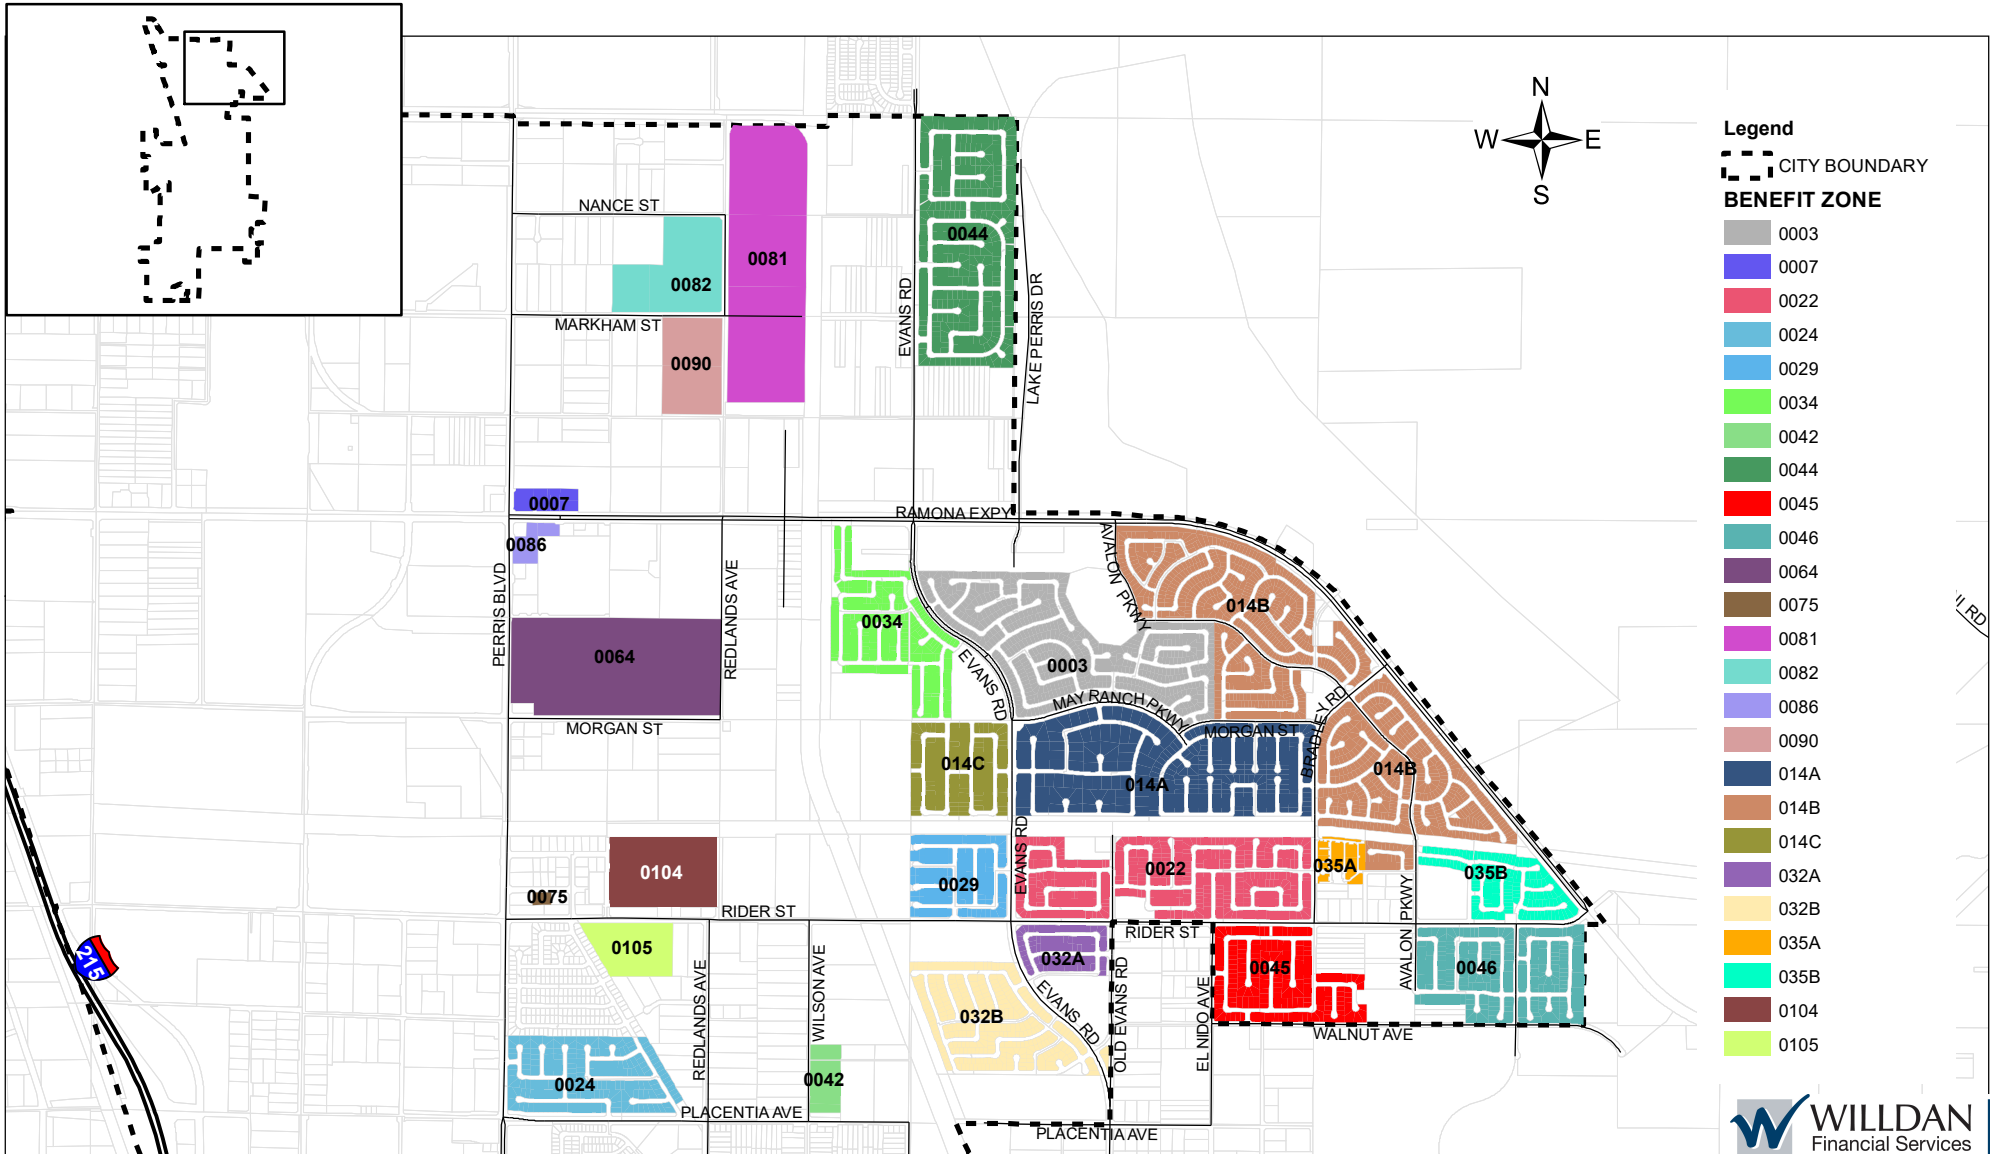 N
W E
S
Legend
CITY BOUNDARY
BENEFIT ZONE
0003
0007
0022
0024
0029
0034
0042
0044
0045
0046
0064
0075
0081
0082
0086
0090
014A
014B
014C
032A
032B
035A
035B
0104
0105
NANCE ST
0044
0081
0082
EVANS RD
LAKE PERRIS DR
MARKHAM ST
0090
0007
RAMONA EXPY
0086
AVALON PKWY
PERRIS BLVD
REDLANDS AVE
014B
0034
0064
0003
EVANS RD
MAY RANCH PKWY
MORGAN ST
MORGAN ST
BRADLEY RD
014C
014A
014B
EVANS RD
0104
0022
035A
035B
0029
0075
RIDER ST
AVALON PKWY
RIDER ST
0105
032A
0045
0046
215
REDLANDS AVE
WILSON AVE
EVANS RD
OLD EVANS RD
EL NIDO AVE
032B
WALNUT AVE
0024
0042
PLACENTIA AVE
PLACENTIA AVE
RD
WILLDAN
Financial Services